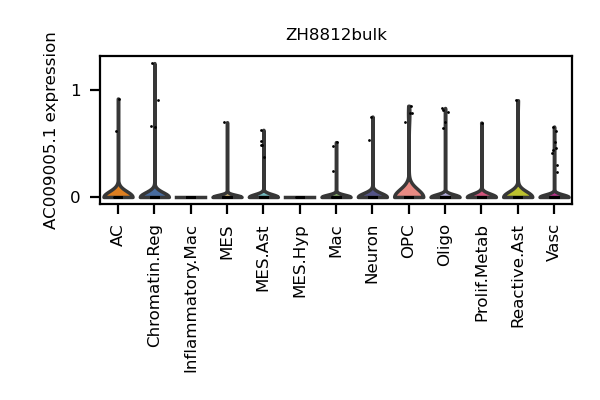 ZH8812bulk
AC009005.1 expression
1
0
AC
Chromatin.Reg
Inflammatory.Mac
MES
MES.Ast
MES.Hyp
Mac
Neuron
OPC
Oligo
Prolif.Metab
Reactive.Ast
Vasc